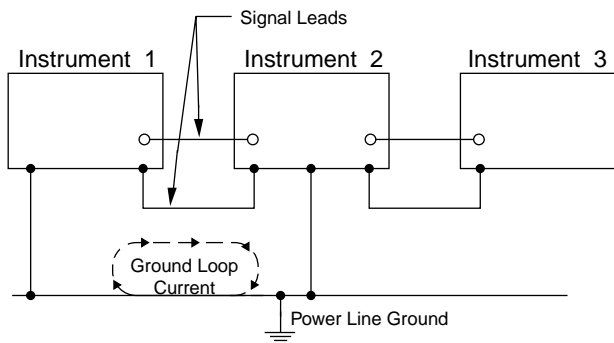 Signal Leads
Instrument 1
Instrument 2
Instrument 3
Ground Loop
Current
Power Line Ground